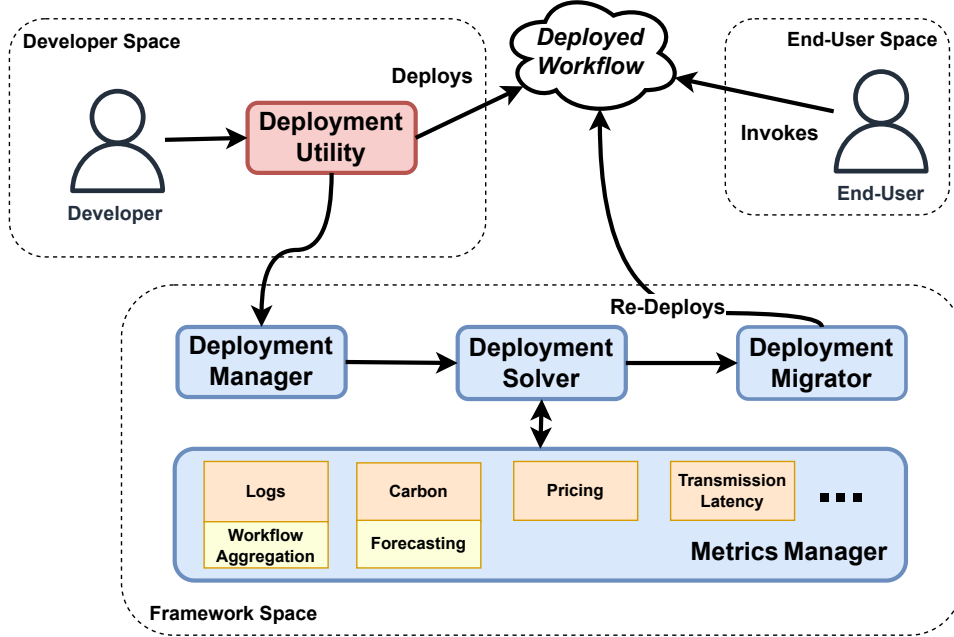 Developer Space
Deployed
Workflow
End-User Space
Deploys
Deployment
Utility
Invokes
Developer
End-User
Re-Deploys
Deployment
Manager
Deployment
Solver
Deployment
Migrator
Logs
Workflow
Aggregation
Carbon
Forecasting
Pricing
Transmission
Latency
Metrics Manager
Framework Space